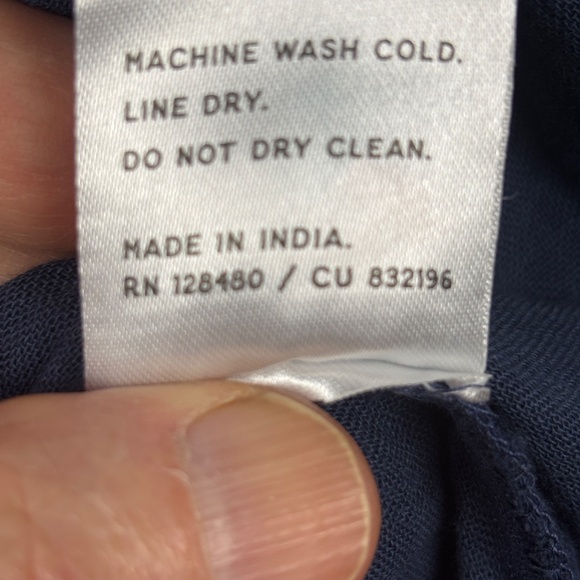 MACHINE WASH COLD.
LINE DRY.
DO NOT DRY CLEAN.
MADE IN INDIA.
RN 128480 / CU 832196